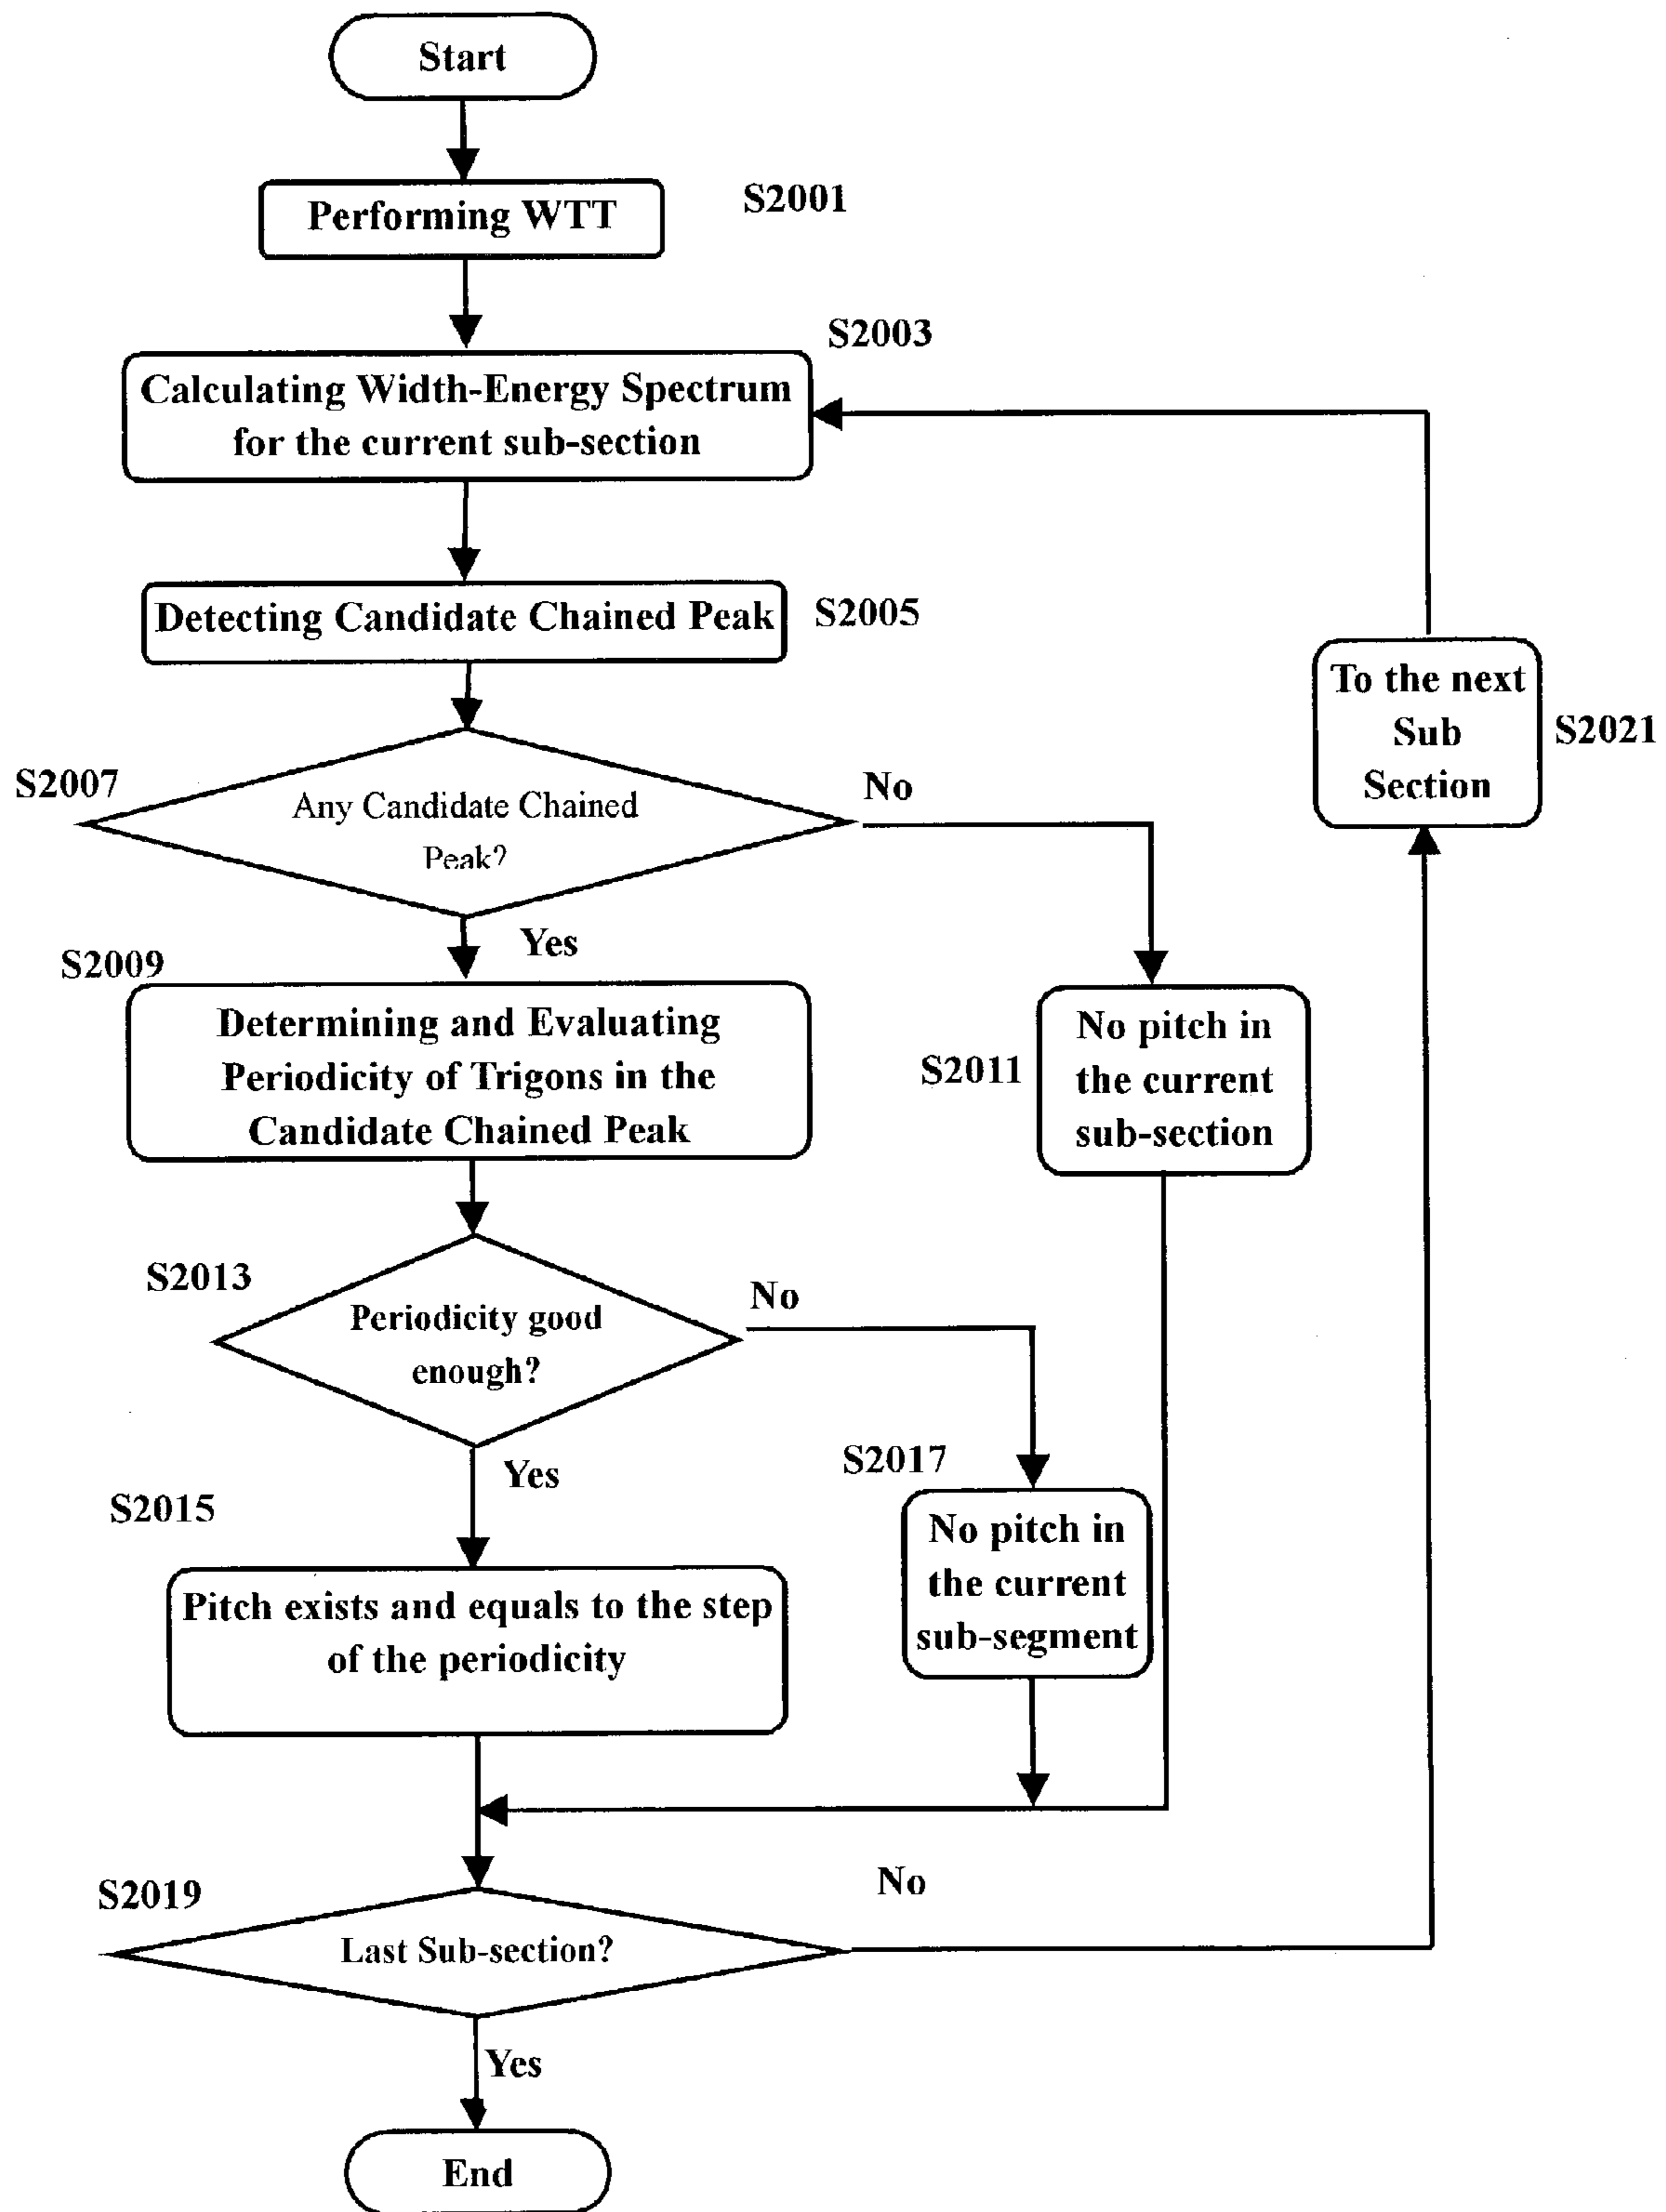 Start
Performing WTT
S2001
S2003
Calculating Width-Energy Spectrum
for the current sub-section
Detecting Candidate Chained Peak
S2005
To the next
Sub
Section
S2021
S2007
Any Candidate Chained
Peak?
No
Yes
S2009
Determining and Evaluating
Periodicity of Trigons in the
Candidate Chained Peak
S2011
No pitch in
the current
sub-section
S2013
Periodicity good
enough?
No
Yes
S2017
No pitch in
the current
sub-segment
S2015
Pitch exists and equals to the step
of the periodicity
S2019
Last Sub-section?
No
Yes
End